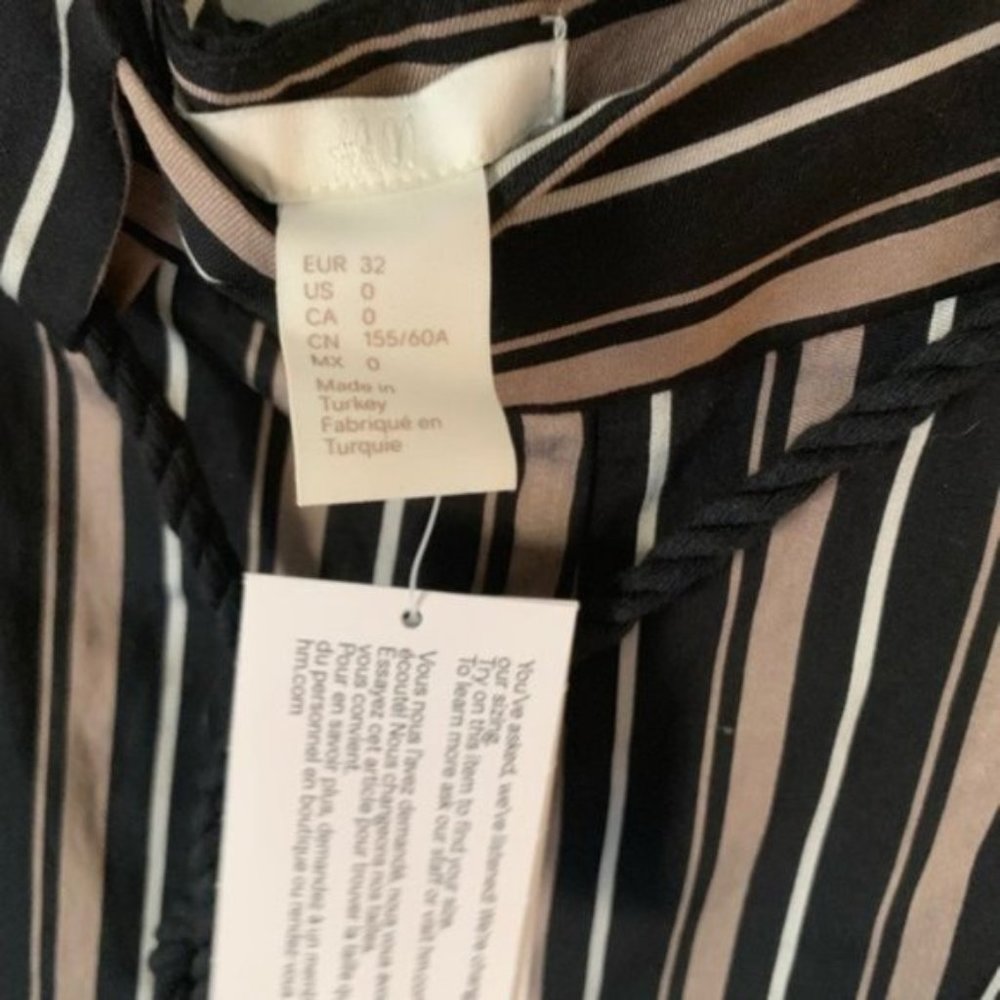 EUR 32
US 0
CA 0
CN 155/60A
MX 0
Made in
Turkey
Fabriqué en
Turquie
You've asked, we've listened! We're changing
our sizing.
Try on this item to find your size.
To learn more ask our staff or visit hm.com
Vous nous l'avez demandé, nous vous avons
écouté! Nous changeons nos tailles.
Essayez cet article pour trouver la taille qui
vous convient.
Pour en savoir plus, demandez à un
du personnel en boutique ou rendez-vous
hm.com